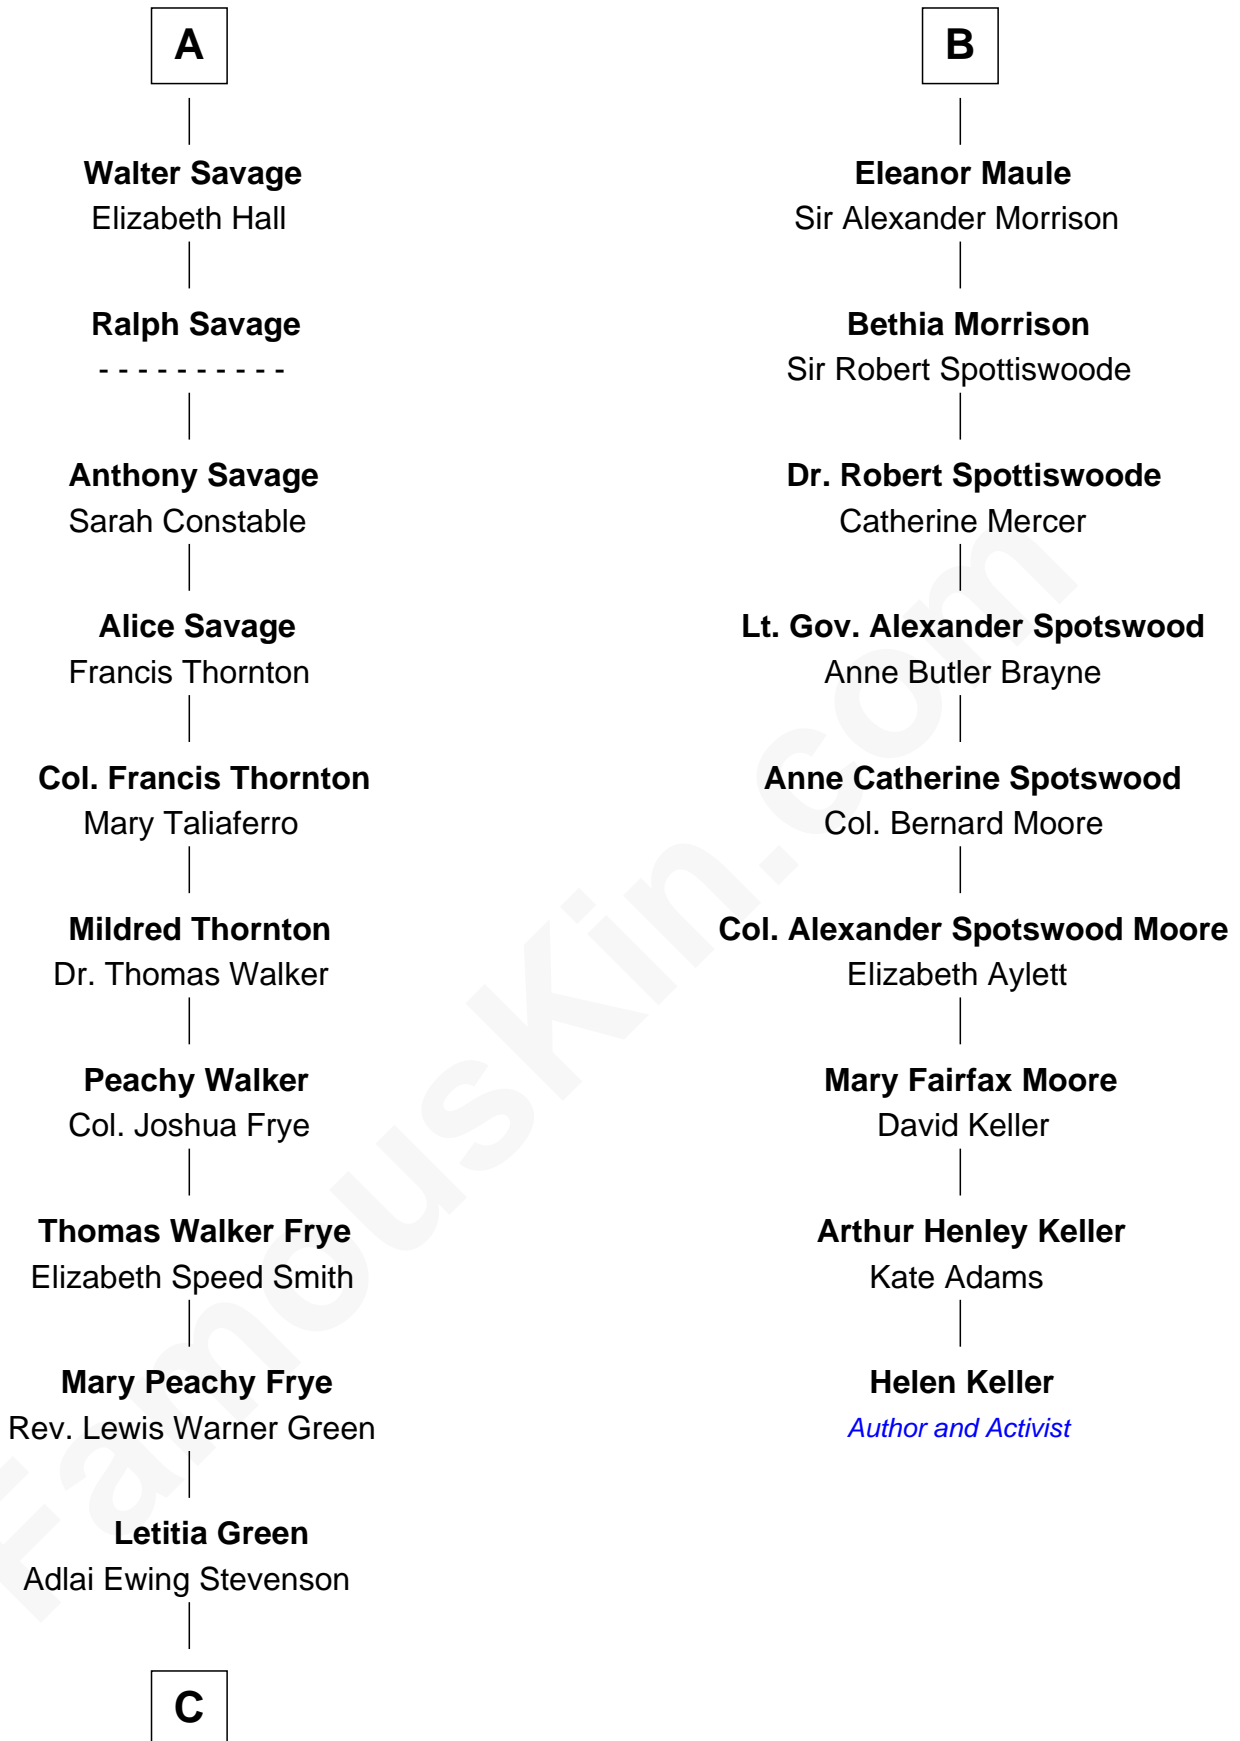 A
Walter Savage
Elizabeth Hall
Ralph Savage
- - - - - - - - - -
Anthony Savage
Sarah Constable
Alice Savage
Francis Thornton
Col. Francis Thornton
Mary Taliaferro
Mildred Thornton
Dr. Thomas Walker
Peachy Walker
Col. Joshua Frye
Thomas Walker Frye
Elizabeth Speed Smith
Mary Peachy Frye
Rev. Lewis Warner Green
Letitia Green
Adlai Ewing Stevenson
C
B
Eleanor Maule
Sir Alexander Morrison
Bethia Morrison
Sir Robert Spottiswoode
Dr. Robert Spottiswoode
Catherine Mercer
Lt. Gov. Alexander Spotswood
Anne Butler Brayne
Anne Catherine Spotswood
Col. Bernard Moore
Col. Alexander Spotswood Moore
Elizabeth Aylett
Mary Fairfax Moore
David Keller
Arthur Henley Keller
Kate Adams
Helen Keller
Author and Activist
FamousKin.com